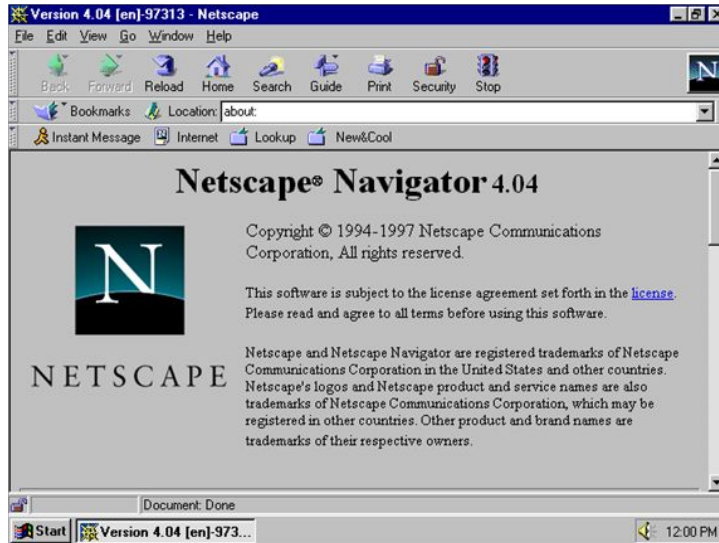 Version 4.04 [en]-97313 - Netscape
File Edit View Go Window Help
Back Forward Reload Home Search Guide Print Security Stop
N
Bookmarks Location: about:
Instant Message Internet Lookup New&Cool
Netscape® Navigator 4.04
Copyright © 1994-1997 Netscape Communications
Corporation, All rights reserved.
This software is subject to the license agreement set forth in the license.
Please read and agree to all terms before using this software.
N
NETSCAPE
Netscape and Netscape Navigator are registered trademarks of Netscape
Communications Corporation in the United States and other countries.
Netscape's logos and Netscape product and service names are also
trademarks of Netscape Communications Corporation, which may be
registered in other countries. Other product and brand names are
trademarks of their respective owners.
Document: Done
Start Version 4.04 [en]-973... 12:00 PM